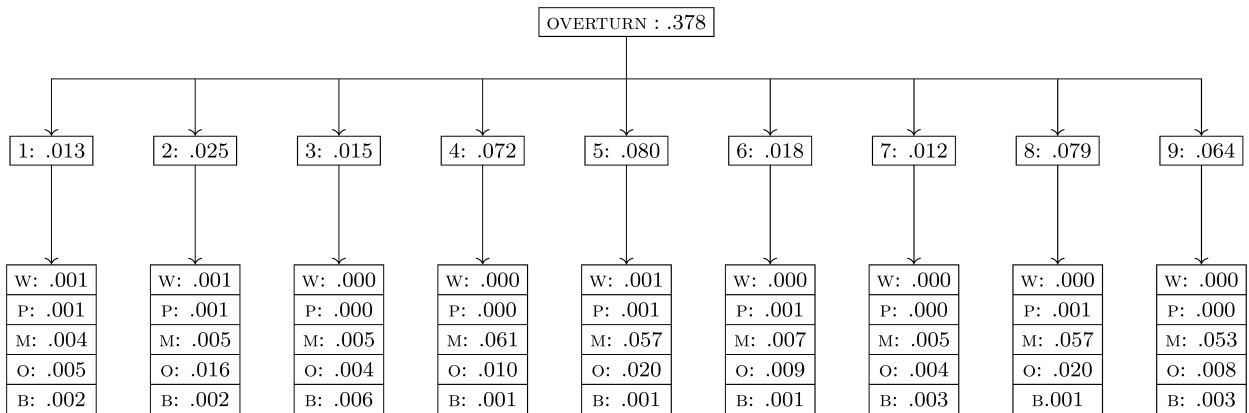 OVERTURN : .378
1: .013 2: .025 3: .015 4: .072 5: .080 6: .018 7: .012 8: .079 9: .064
W: .001 W: .001 W: .000 W: .000 W: .001 W: .000 W: .000 W: .000 W: .000
P: .001 P: .001 P: .000 P: .000 P: .001 P: .001 P: .000 P: .001 P: .000
M: .004 M: .005 M: .005 M: .061 M: .057 M: .007 M: .005 M: .057 M: .053
O: .005 O: .016 O: .004 O: .010 O: .020 O: .009 O: .004 O: .020 O: .008
B: .002 B: .002 B: .006 B: .001 B: .001 B: .001 B: .003 B.001 B: .003